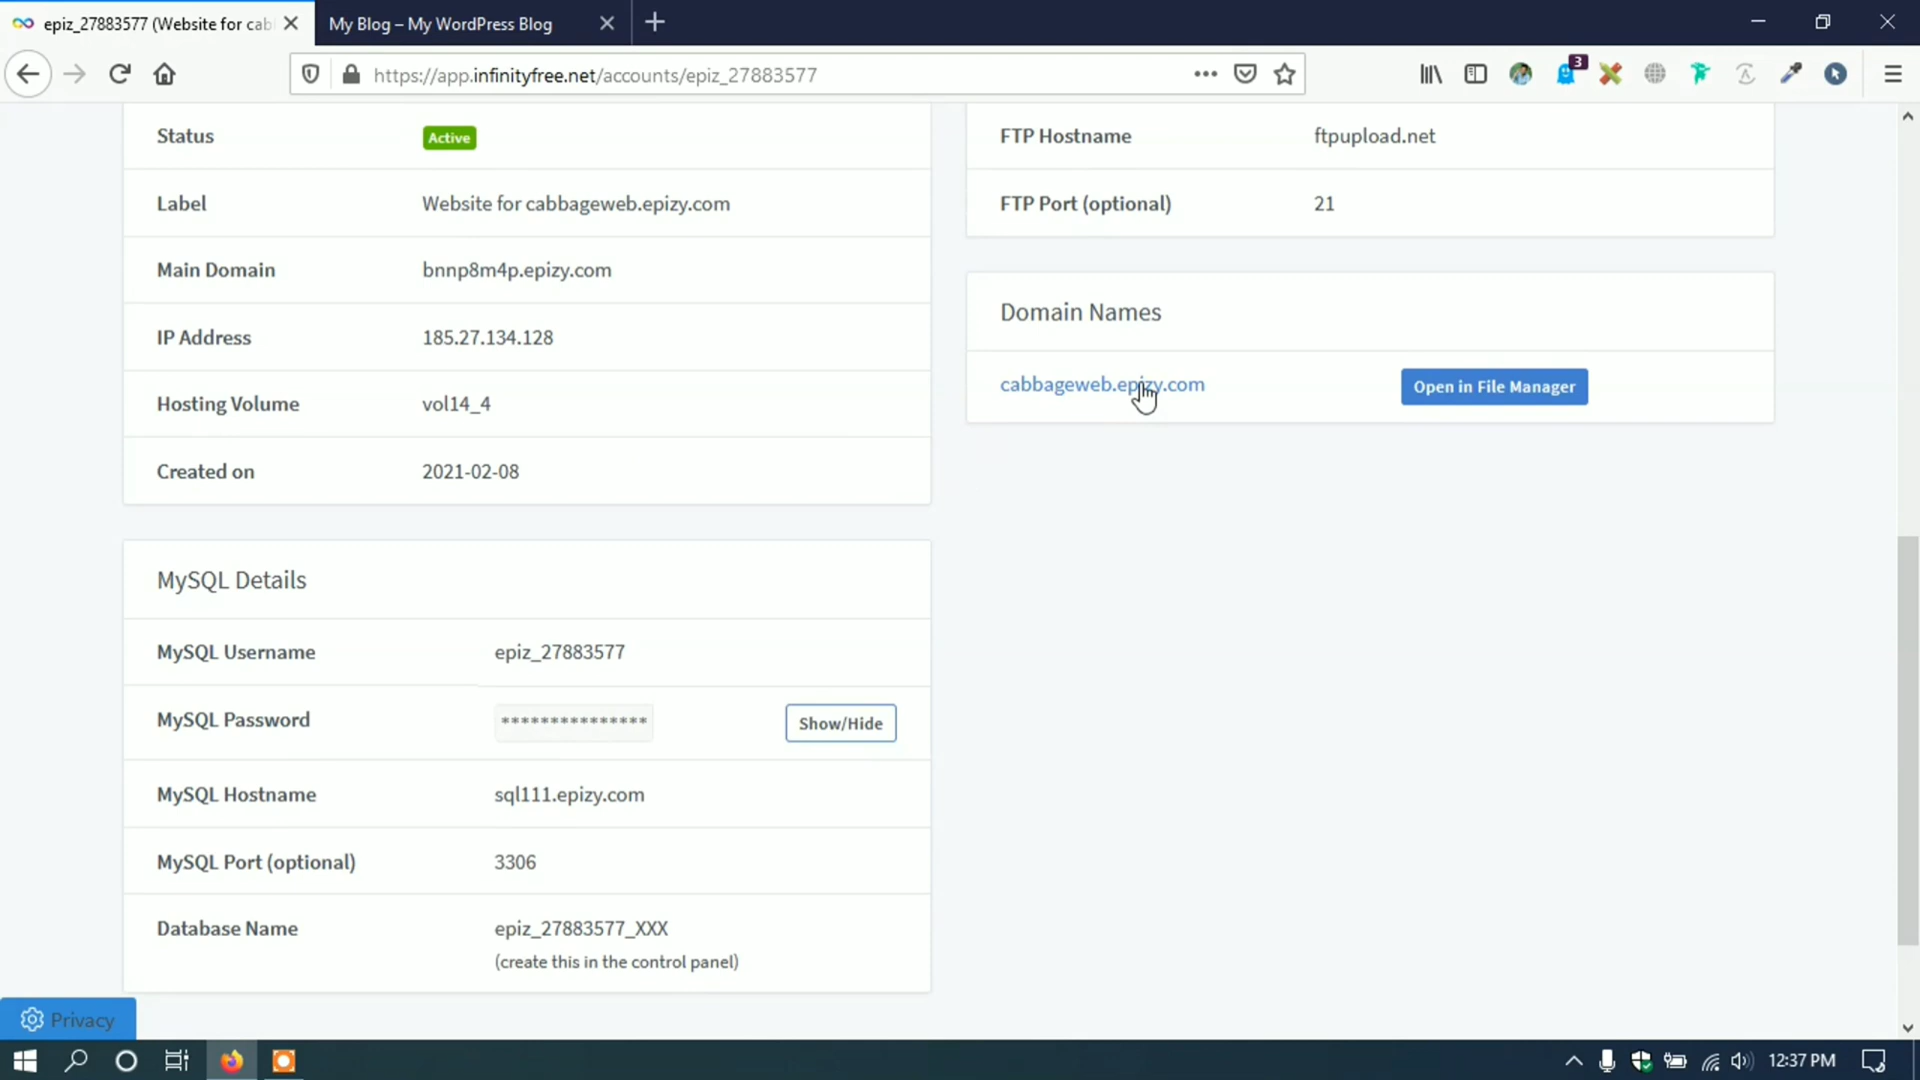 epiz_27883577 (Website for cab
My Blog – My WordPress Blog
https://app.infinityfree.net/accounts/epiz_27883577
3
Status Active
Label Website for cabbageweb.epizy.com
Main Domain bnnp8m4p.epizy.com
IP Address 185.27.134.128
Hosting Volume vol14_4
Created on 2021-02-08
FTP Hostname ftpupload.net
FTP Port (optional) 21
Domain Names
cabbageweb.epizy.com Open in File Manager
MySQL Details
MySQL Username epiz_27883577
MySQL Password *************** Show/Hide
MySQL Hostname sql111.epizy.com
MySQL Port (optional) 3306
Database Name epiz_27883577_XXX
(create this in the control panel)
Privacy
12:37 PM